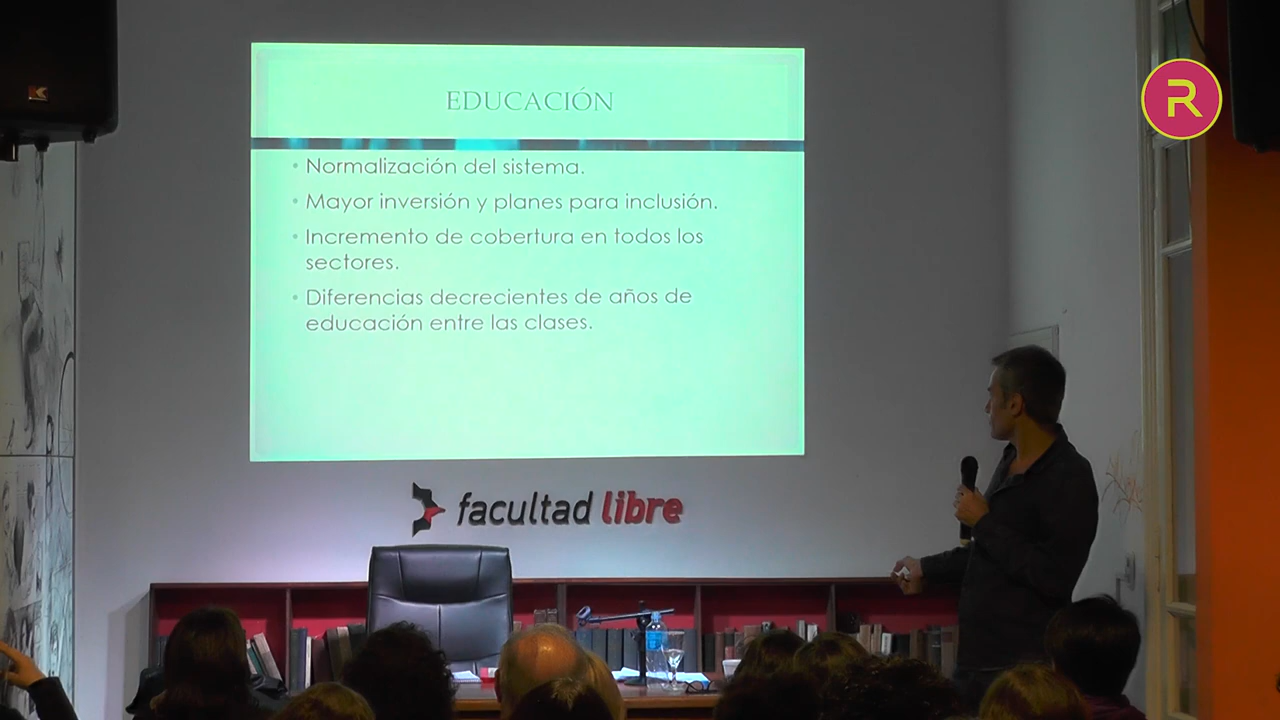 EDUCACIÓN
• Normalización del sistema.
• Mayor inversión y planes para inclusión.
• Incremento de cobertura en todos los
sectores.
• Diferencias decrecientes de años de
educación entre las clases.
facultad libre
R